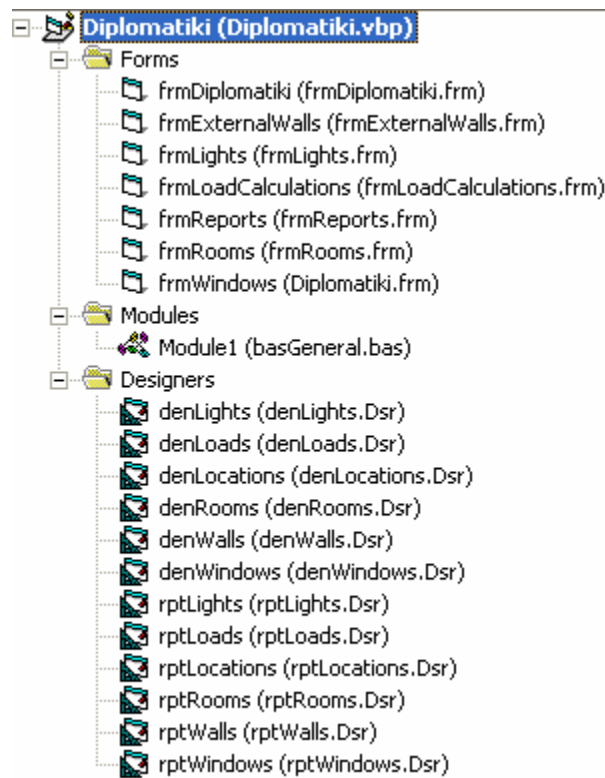 Diplomatiki (Diplomatiki.vbp)
Forms
frmDiplomatiki (frmDiplomatiki.frm)
frmExternalWalls (frmExternalWalls.frm)
frmLights (frmLights.frm)
frmLoadCalculations (frmLoadCalculations.frm)
frmReports (frmReports.frm)
frmRooms (frmRooms.frm)
frmWindows (Diplomatiki.frm)
Modules
Module1 (basGeneral.bas)
Designers
denLights (denLights.Dsr)
denLoads (denLoads.Dsr)
denLocations (denLocations.Dsr)
denRooms (denRooms.Dsr)
denWalls (denWalls.Dsr)
denWindows (denWindows.Dsr)
rptLights (rptLights.Dsr)
rptLoads (rptLoads.Dsr)
rptLocations (rptLocations.Dsr)
rptRooms (rptRooms.Dsr)
rptWalls (rptWalls.Dsr)
rptWindows (rptWindows.Dsr)